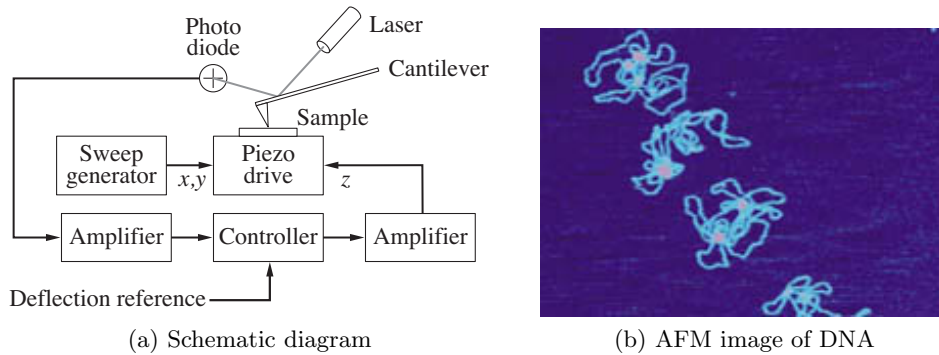 Photo
diode
Laser
Cantilever
Sample
Sweep
generator
x,y
Piezo
drive
z
Amplifier
Controller
Amplifier
Deflection reference
(a) Schematic diagram
(b) AFM image of DNA